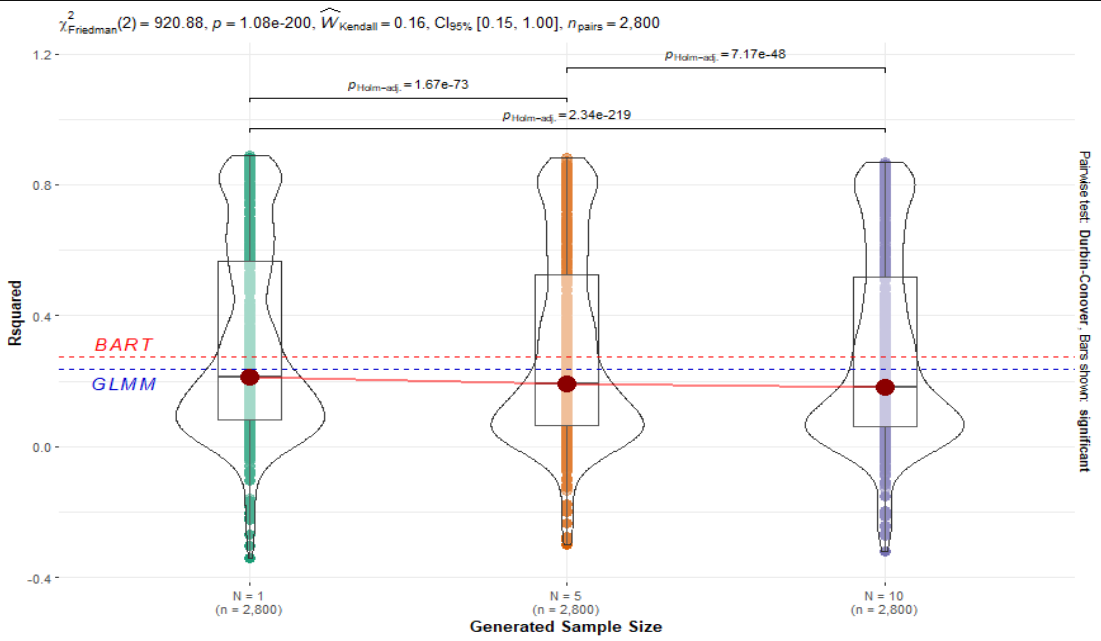 χ²Friedman(2) = 920.88, p = 1.08e-200, ŴKendall = 0.16, CI95% [0.15, 1.00], npairs = 2,800
1.2
pHolm-adj. = 7.17e-48
pHolm-adj. = 1.67e-73
pHolm-adj. = 2.34e-219
0.8
0.4
BART
GLMM
0.0
-0.4
Rsquared
Pairwise test: Durbin-Conover, Bars shown: significant
N = 1
(n = 2,800)
N = 5
(n = 2,800)
N = 10
(n = 2,800)
Generated Sample Size